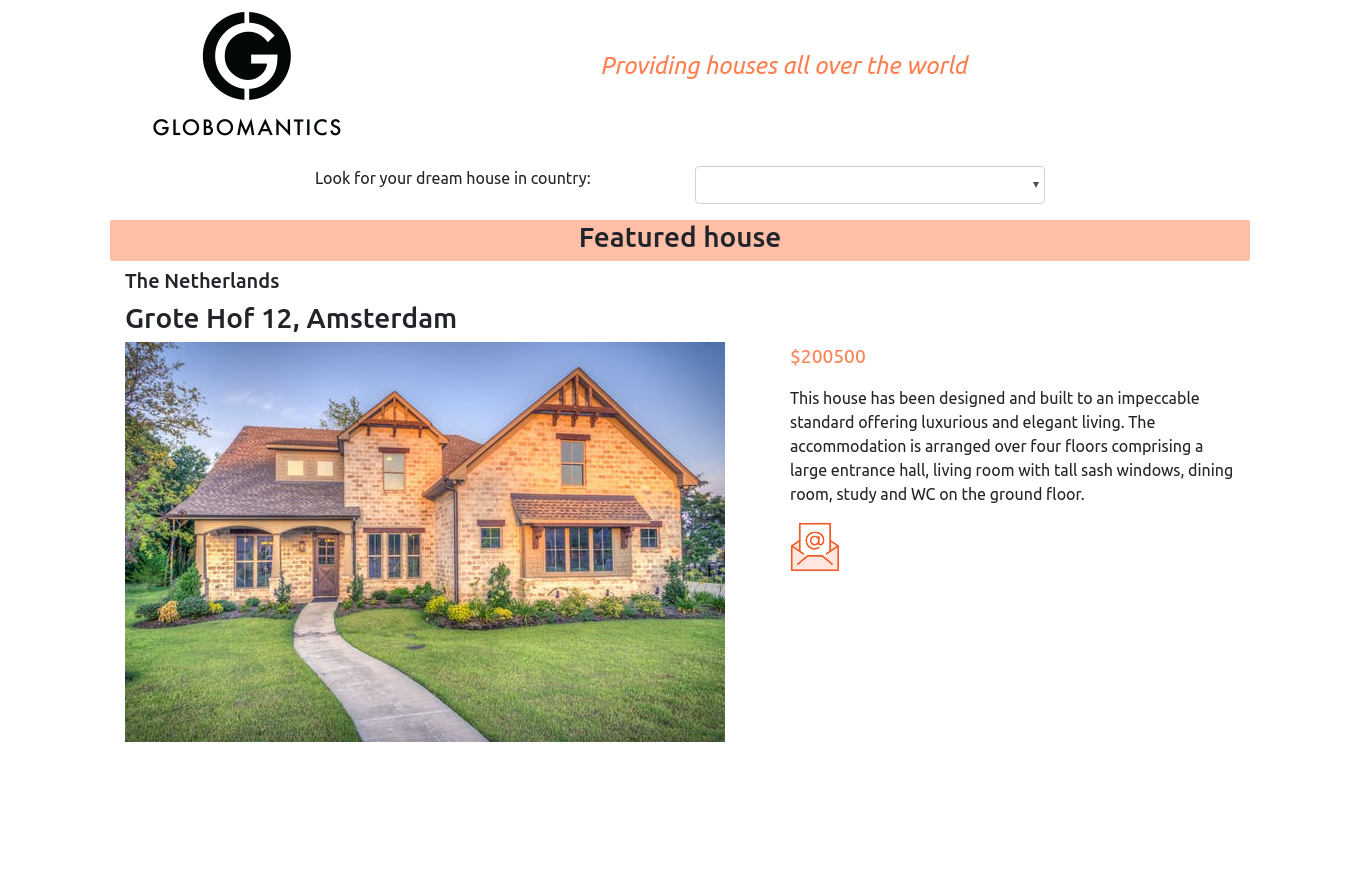 G
GLOBOMANTICS
Providing houses all over the world
Look for your dream house in country:
Featured house
The Netherlands
Grote Hof 12, Amsterdam
$200500
This house has been designed and built to an impeccable
standard offering luxurious and elegant living. The
accommodation is arranged over four floors comprising a
large entrance hall, living room with tall sash windows, dining
room, study and WC on the ground floor.
@